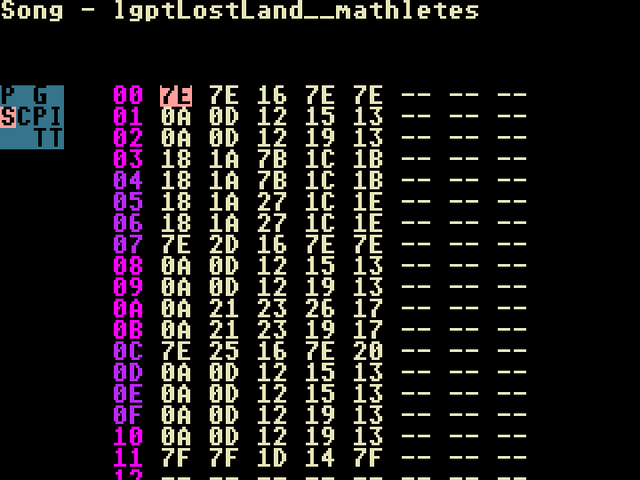 Song - lgptLostLand__mathletes
P G 00 7E 7E 16 7E 7E -- -- --
SCPI 01 0A 0D 12 15 13 -- -- --
TT 02 0A 0D 12 19 13 -- -- --
03 18 1A 7B 1C 1B -- -- --
04 18 1A 7B 1C 1B -- -- --
05 18 1A 27 1C 1E -- -- --
06 18 1A 27 1C 1E -- -- --
07 7E 2D 16 7E 7E -- -- --
08 0A 0D 12 15 13 -- -- --
09 0A 0D 12 19 13 -- -- --
0A 0A 21 23 26 17 -- -- --
0B 0A 21 23 19 17 -- -- --
0C 7E 25 16 7E 20 -- -- --
0D 0A 0D 12 15 13 -- -- --
0E 0A 0D 12 15 13 -- -- --
0F 0A 0D 12 19 13 -- -- --
10 0A 0D 12 19 13 -- -- --
11 7F 7F 1D 14 7F -- -- --
12 -- -- -- -- -- -- -- --